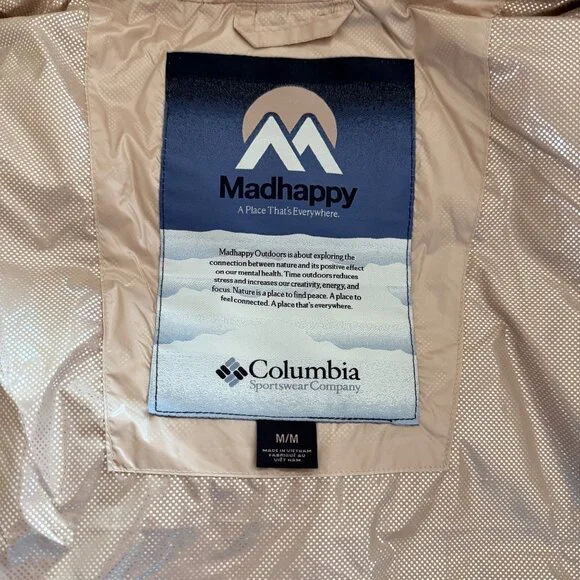 Madhappy
A Place That's Everywhere.
Madhappy Outdoors is about exploring the
connection between nature and its positive effect
on our mental health. Time outdoors reduces
stress and increases our creativity, energy, and
focus. Nature is a place to find peace. A place to
feel connected. A place that's everywhere.
Columbia
Sportswear Company
M/M
MADE IN VIETNAM
FABRIQUÉ AU
VIET NAM